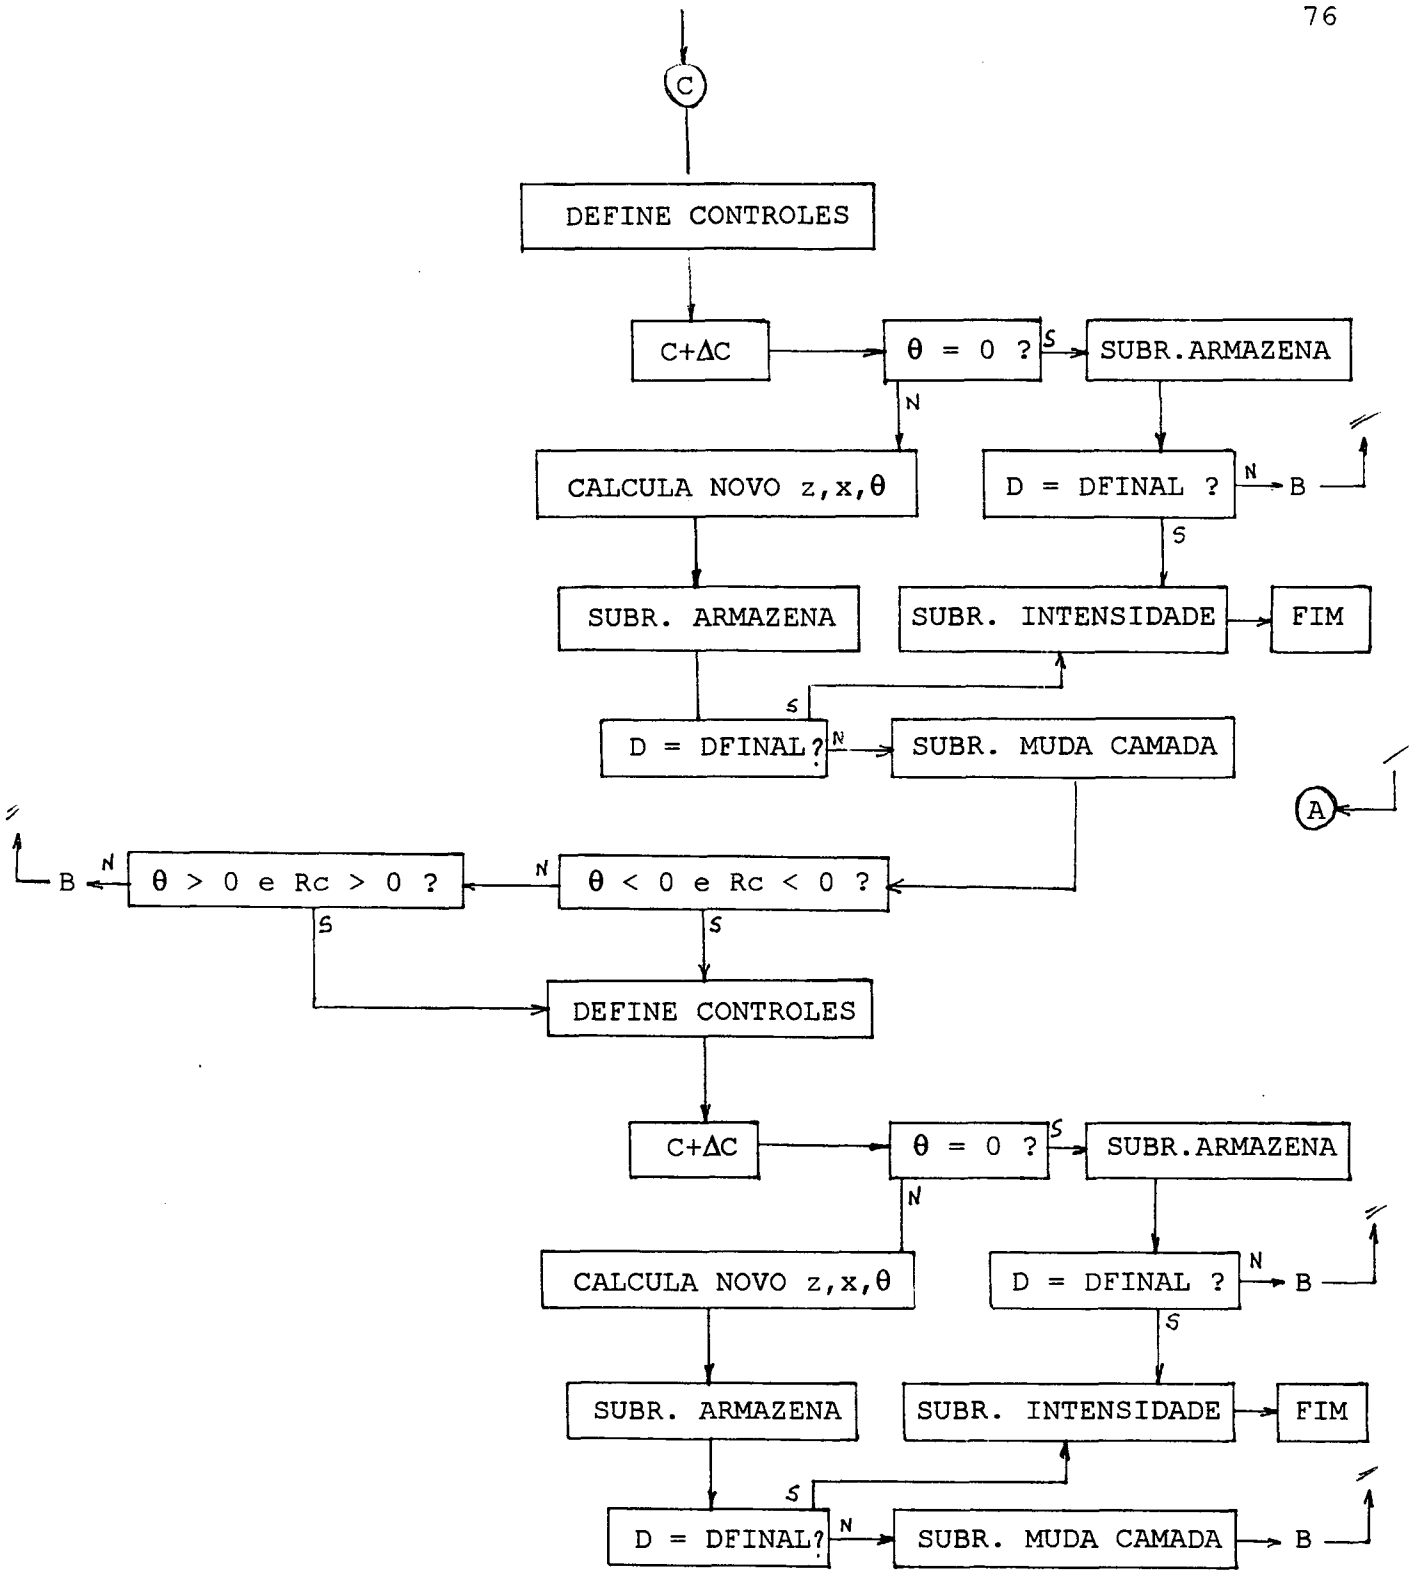 76
C
DEFINE CONTROLES
C+ΔC
θ = 0 ?
S
SUBR.ARMAZENA
N
CALCULA NOVO z,x,θ
D = DFINAL ?
N
B
S
SUBR. ARMAZENA
SUBR. INTENSIDADE
FIM
S
D = DFINAL?
N
SUBR. MUDA CAMADA
A
B
N
θ > 0 e Rc > 0 ?
N
θ < 0 e Rc < 0 ?
S
S
DEFINE CONTROLES
C+ΔC
θ = 0 ?
S
SUBR.ARMAZENA
N
CALCULA NOVO z,x,θ
D = DFINAL ?
N
B
S
SUBR. ARMAZENA
SUBR. INTENSIDADE
FIM
S
D = DFINAL?
N
SUBR. MUDA CAMADA
B